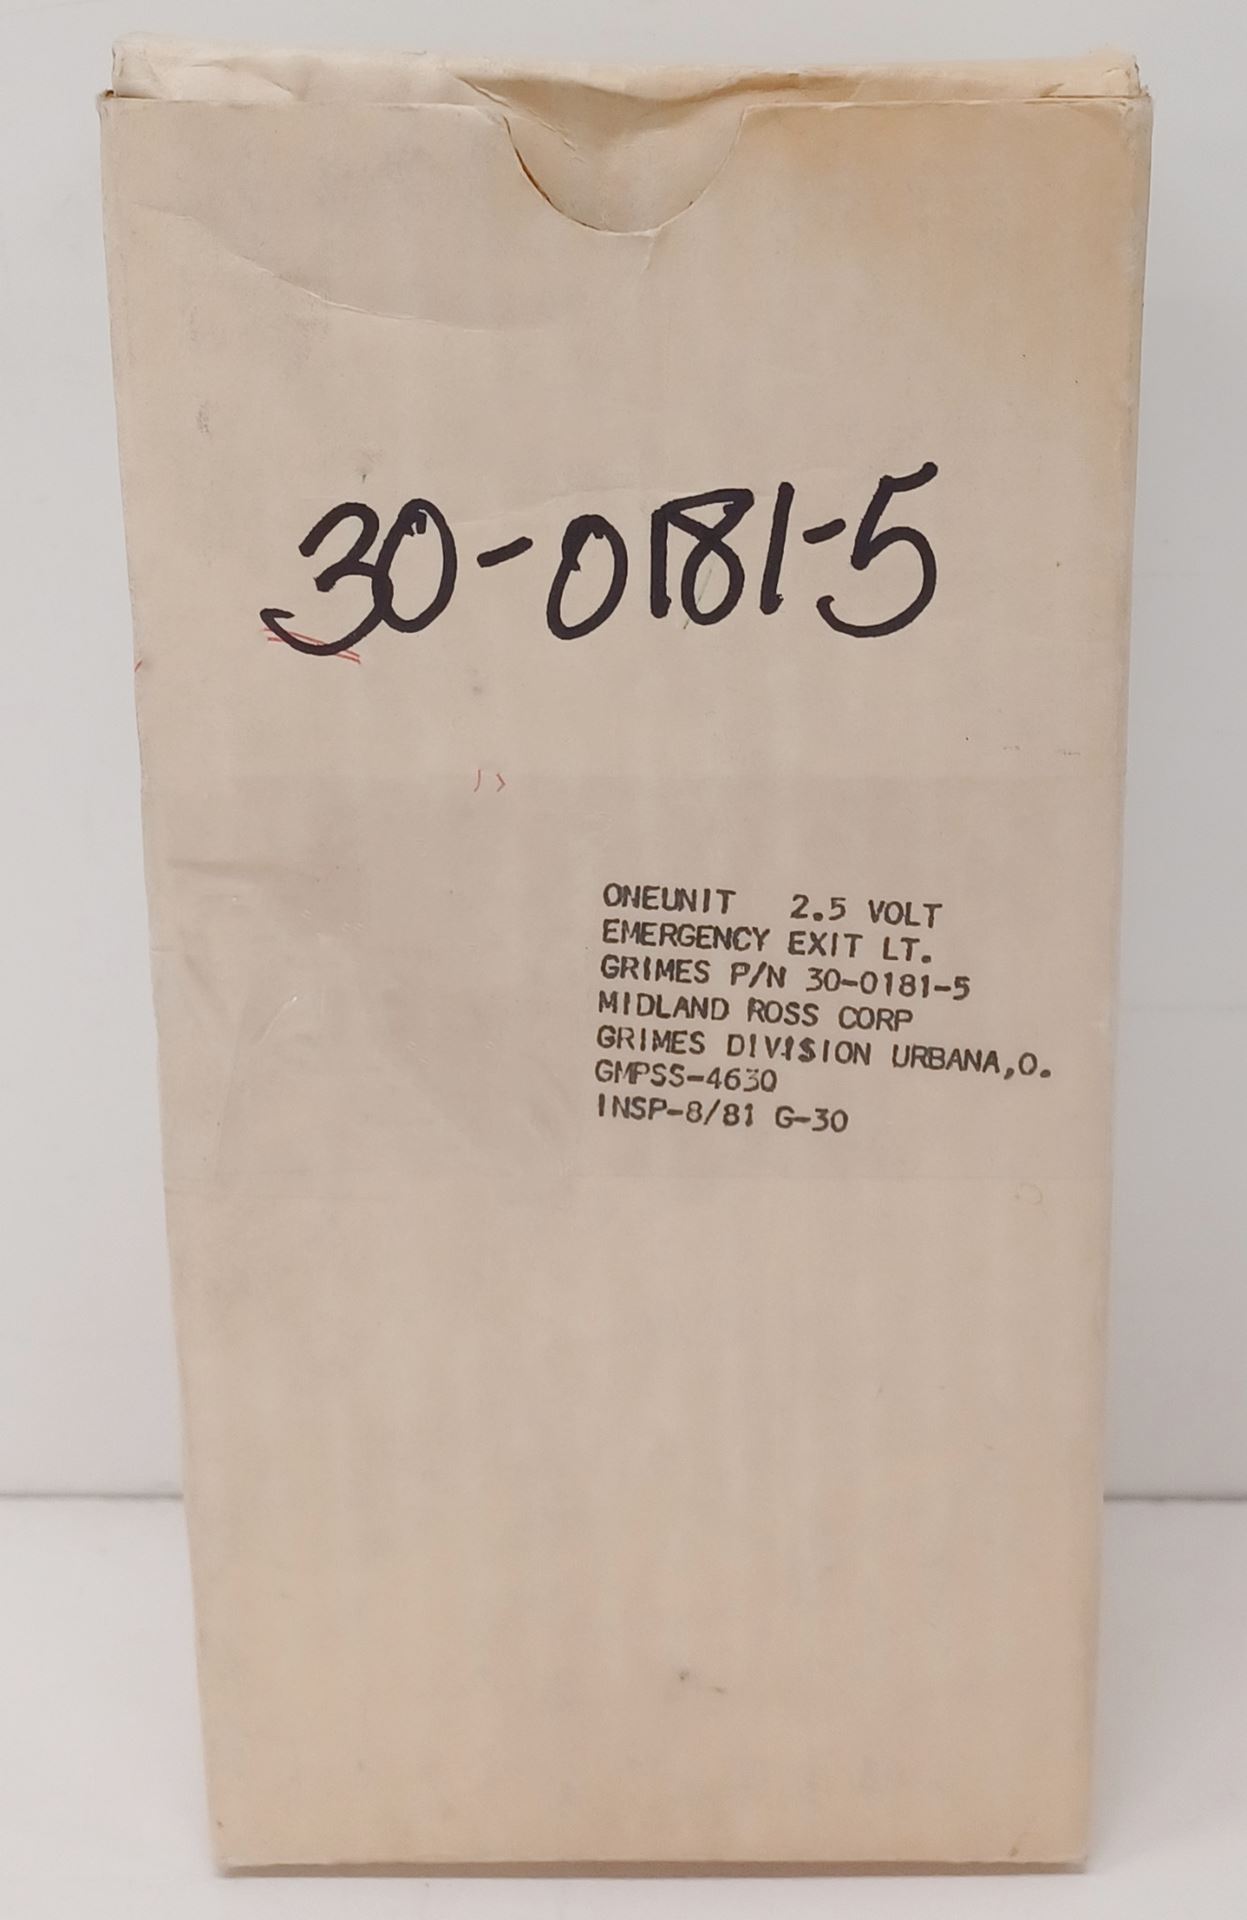 30-0181-5
ONEUNIT 2.5 VOLT
EMERGENCY EXIT LT.
GRIMES P/N 30-0181-5
MIDLAND ROSS CORP
GRIMES DIVISION URBANA,O.
GMPSS-4630
INSP-8/81 G-30